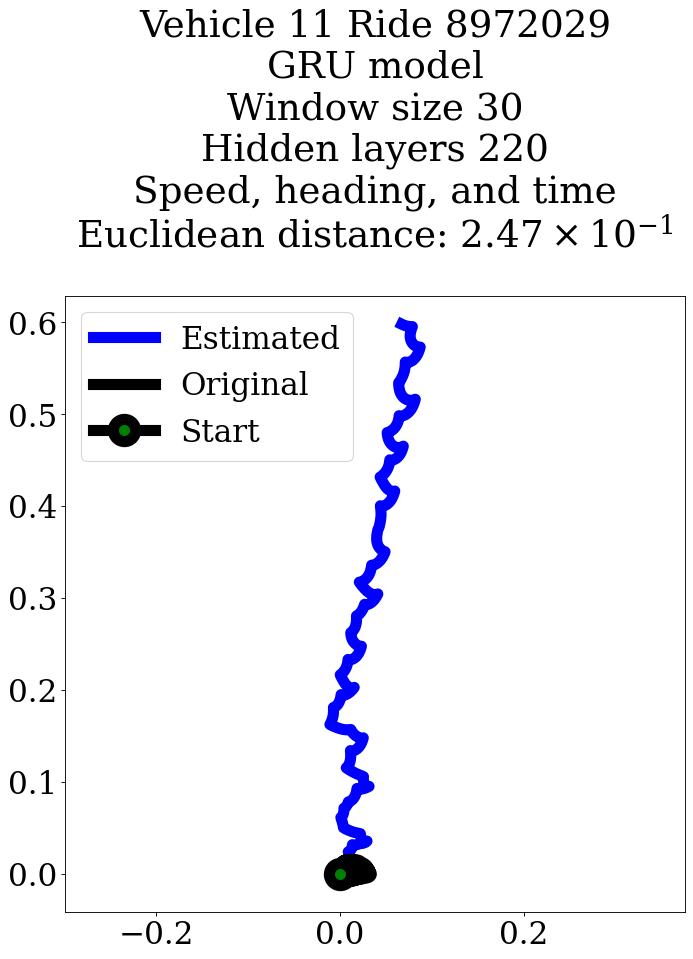 Vehicle 11 Ride 8972029
GRU model
Window size 30
Hidden layers 220
Speed, heading, and time
Euclidean distance: 2.47 × 10⁻¹
Estimated
Original
Start
0.6
0.5
0.4
0.3
0.2
0.1
0.0
−0.2 0.0 0.2